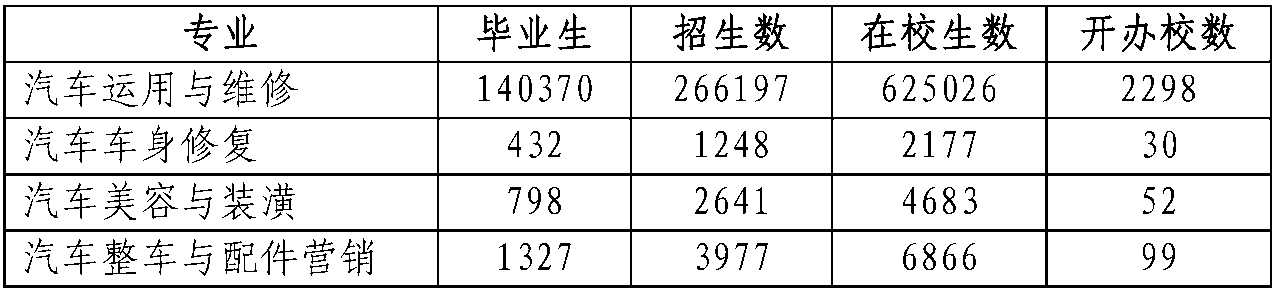 专业 毕业生 招生数 在校生数 开办校数
汽车运用与维修 140370 266197 625026 2298
汽车车身修复 432 1248 2177 30
汽车美容与装潢 798 2641 4683 52
汽车整车与配件营销 1327 3977 6866 99